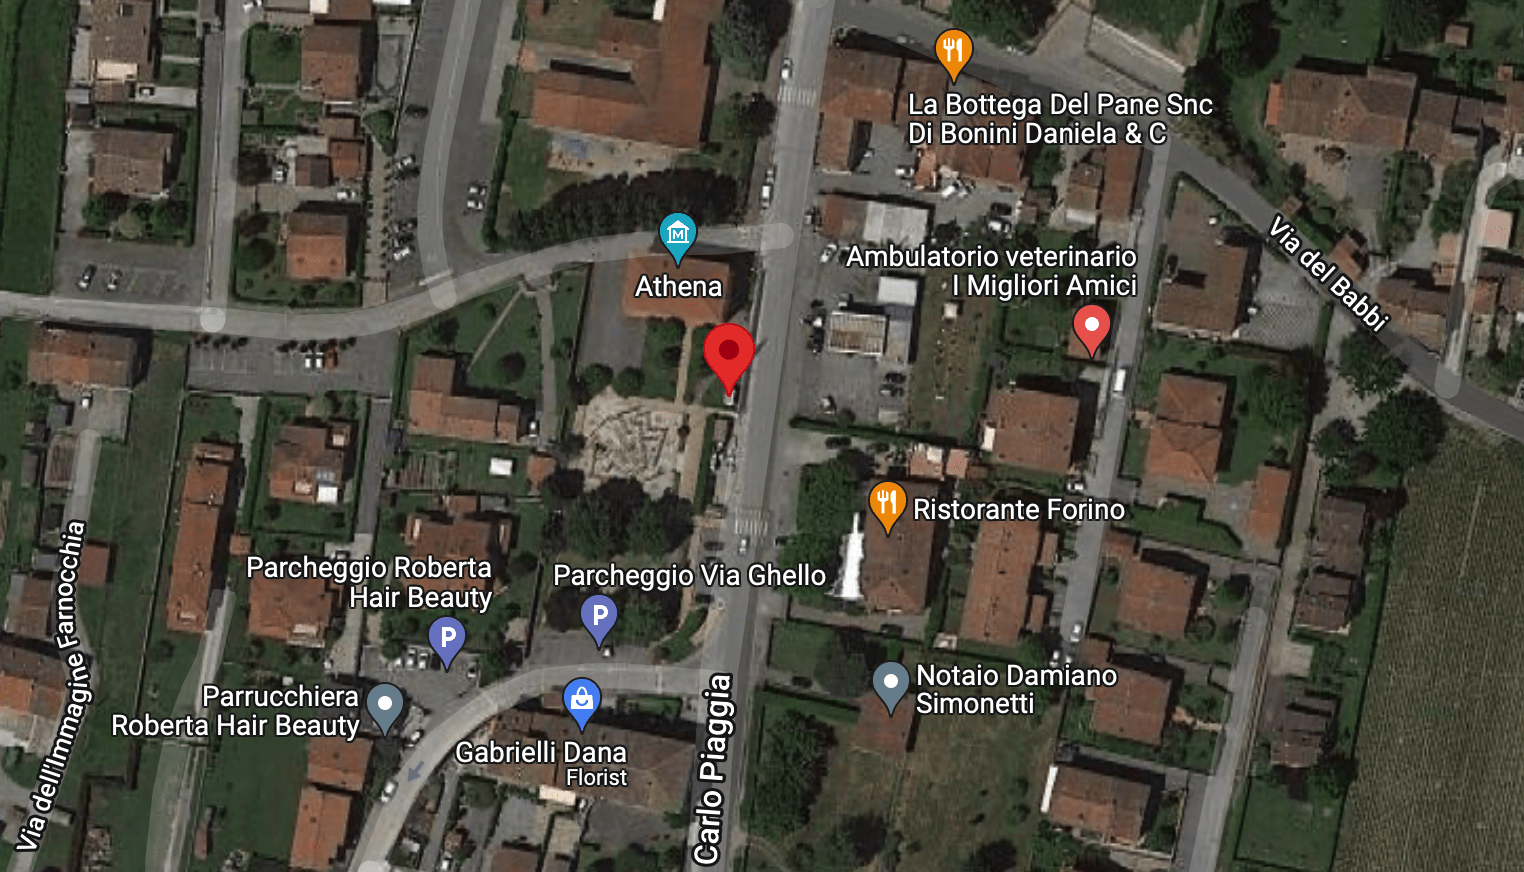 La Bottega Del Pane Snc
Di Bonini Daniela & C
M
Athena
Ambulatorio veterinario
I Migliori Amici
Via del Babbi
Ristorante Forino
Parcheggio Roberta
Hair Beauty
P
Parcheggio Via Ghello
P
Parrucchiera
Roberta Hair Beauty
Notaio Damiano
Simonetti
Gabrielli Dana
Florist
Carlo Piaggia
Via dell'Immagine Farnocchia